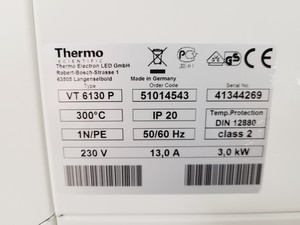 Thermo
SCIENTIFIC
Thermo Electron LED GmbH
Robert-Bosch-Strasse 1
63505 Langenselbold
Made in Germany
Type Order Code Serial No.
VT 6130 P 51014543 41344269
300°C IP 20 Temp.Protection
DIN 12880
1N/PE 50/60 Hz class 2
230 V 13,0 A 3,0 kW